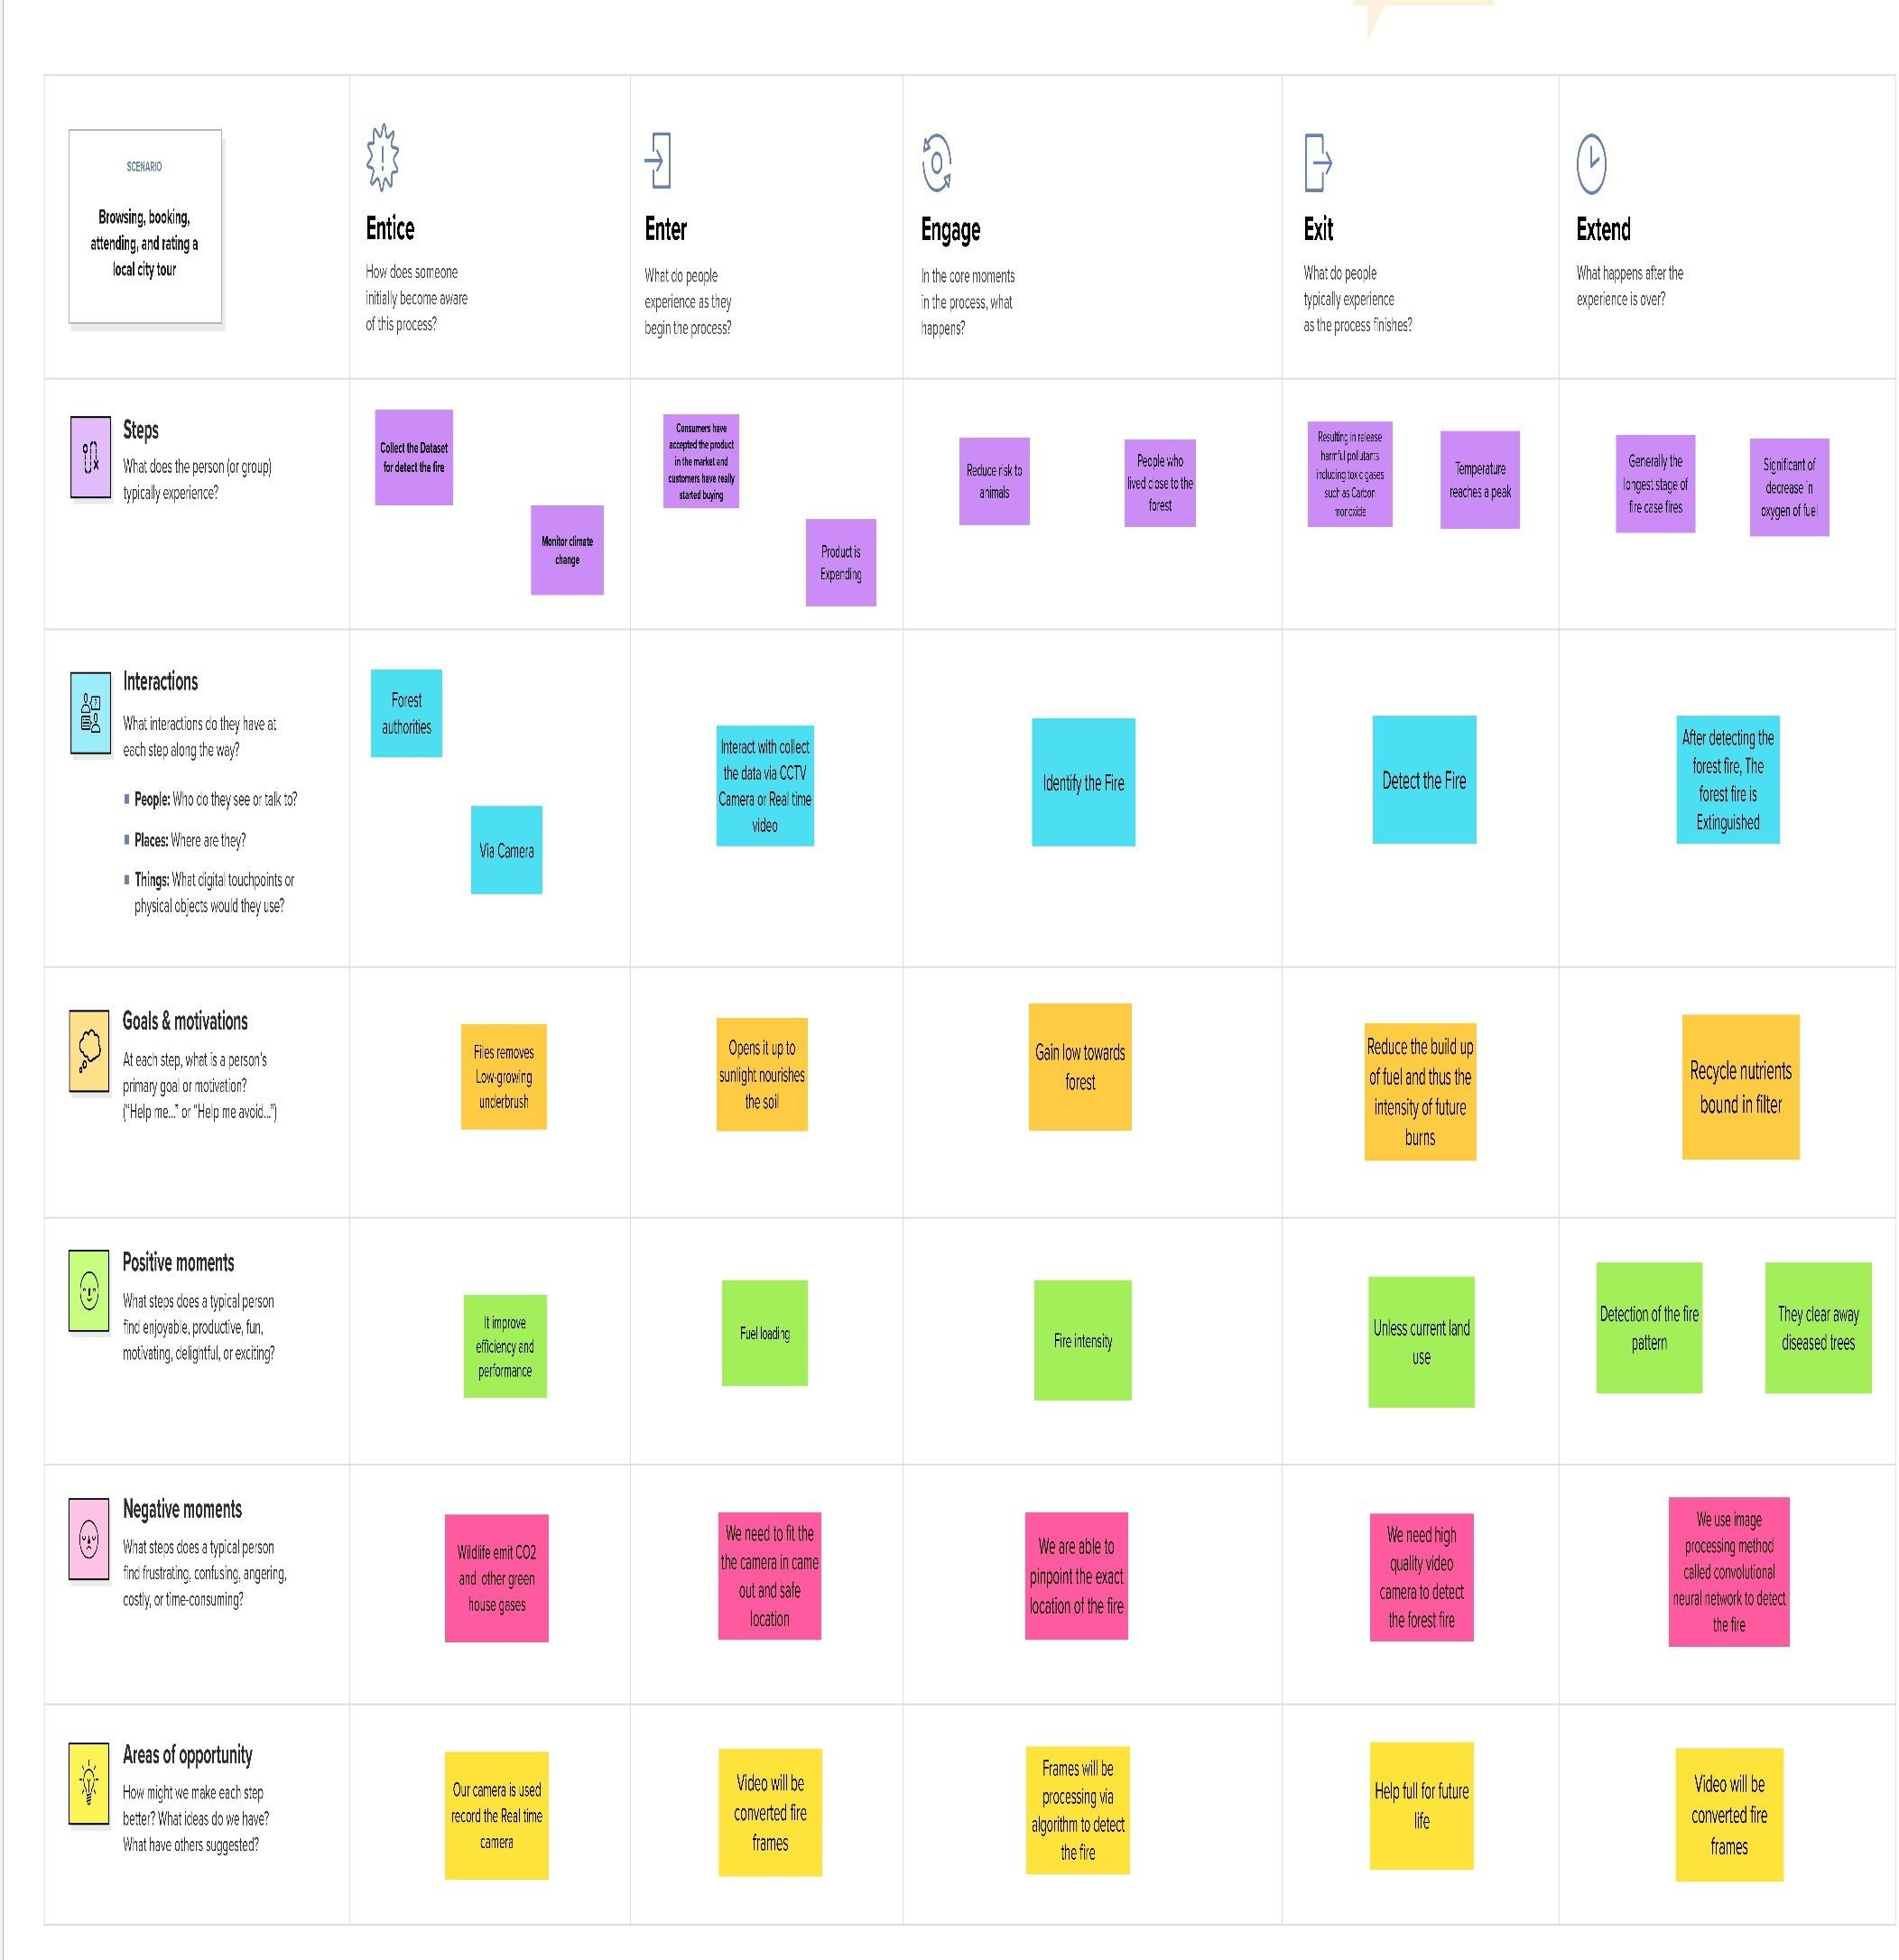 SCENARIO
Browsing, booking,
attending, and rating a
local city tour
Entice
How does someone
initially become aware
of this process?
Enter
What do people
experience as they
begin the process?
Engage
In the core moments
in the process, what
happens?
Exit
What do people
typically experience
as the process finishes?
Extend
What happens after the
experience is over?
Steps
What does the person (or group)
typically experience?
Collect the Dataset
for detect the fire
Monitor climate
change
Consumers have
accepted the product
in the market and
customers have really
started buying
Product is
Expending
Reduce risk to
animals
People who
lived close to the
forest
Resulting in release
harmful pollutants
including toxic gases
such as Carbon
monoxide
Temperature
reaches a peak
Generally the
longest stage of
fire case fires
Significant of
decrease in
oxygen of fuel
Interactions
What interactions do they have at
each step along the way?
People: Who do they see or talk to?
Places: Where are they?
Things: What digital touchpoints or
physical objects would they use?
Forest
authorities
Via Camera
Interact with collect
the data via CCTV
Camera or Real time
video
Identify the Fire
Detect the Fire
After detecting the
forest fire, The
forest fire is
Extinguished
Goals & motivations
At each step, what is a person's
primary goal or motivation?
("Help me..." or "Help me avoid...")
Files removes
Low-growing
underbrush
Opens it up to
sunlight nourishes
the soil
Gain low towards
forest
Reduce the build up
of fuel and thus the
intensity of future
burns
Recycle nutrients
bound in filter
Positive moments
What steps does a typical person
find enjoyable, productive, fun,
motivating, delightful, or exciting?
It improve
efficiency and
performance
Fuel loading
Fire intensity
Unless current land
use
Detection of the fire
pattern
They clear away
diseased trees
Negative moments
What steps does a typical person
find frustrating, confusing, angering,
costly, or time-consuming?
Wildlife emit CO2
and other green
house gases
We need to fit the
the camera in came
out and safe
location
We are able to
pinpoint the exact
location of the fire
We need high
quality video
camera to detect
the forest fire
We use image
processing method
called convolutional
neural network to detect
the fire
Areas of opportunity
How might we make each step
better? What ideas do we have?
What have others suggested?
Our camera is used
record the Real time
camera
Video will be
converted fire
frames
Frames will be
processing via
algorithm to detect
the fire
Help full for future
life
Video will be
converted fire
frames